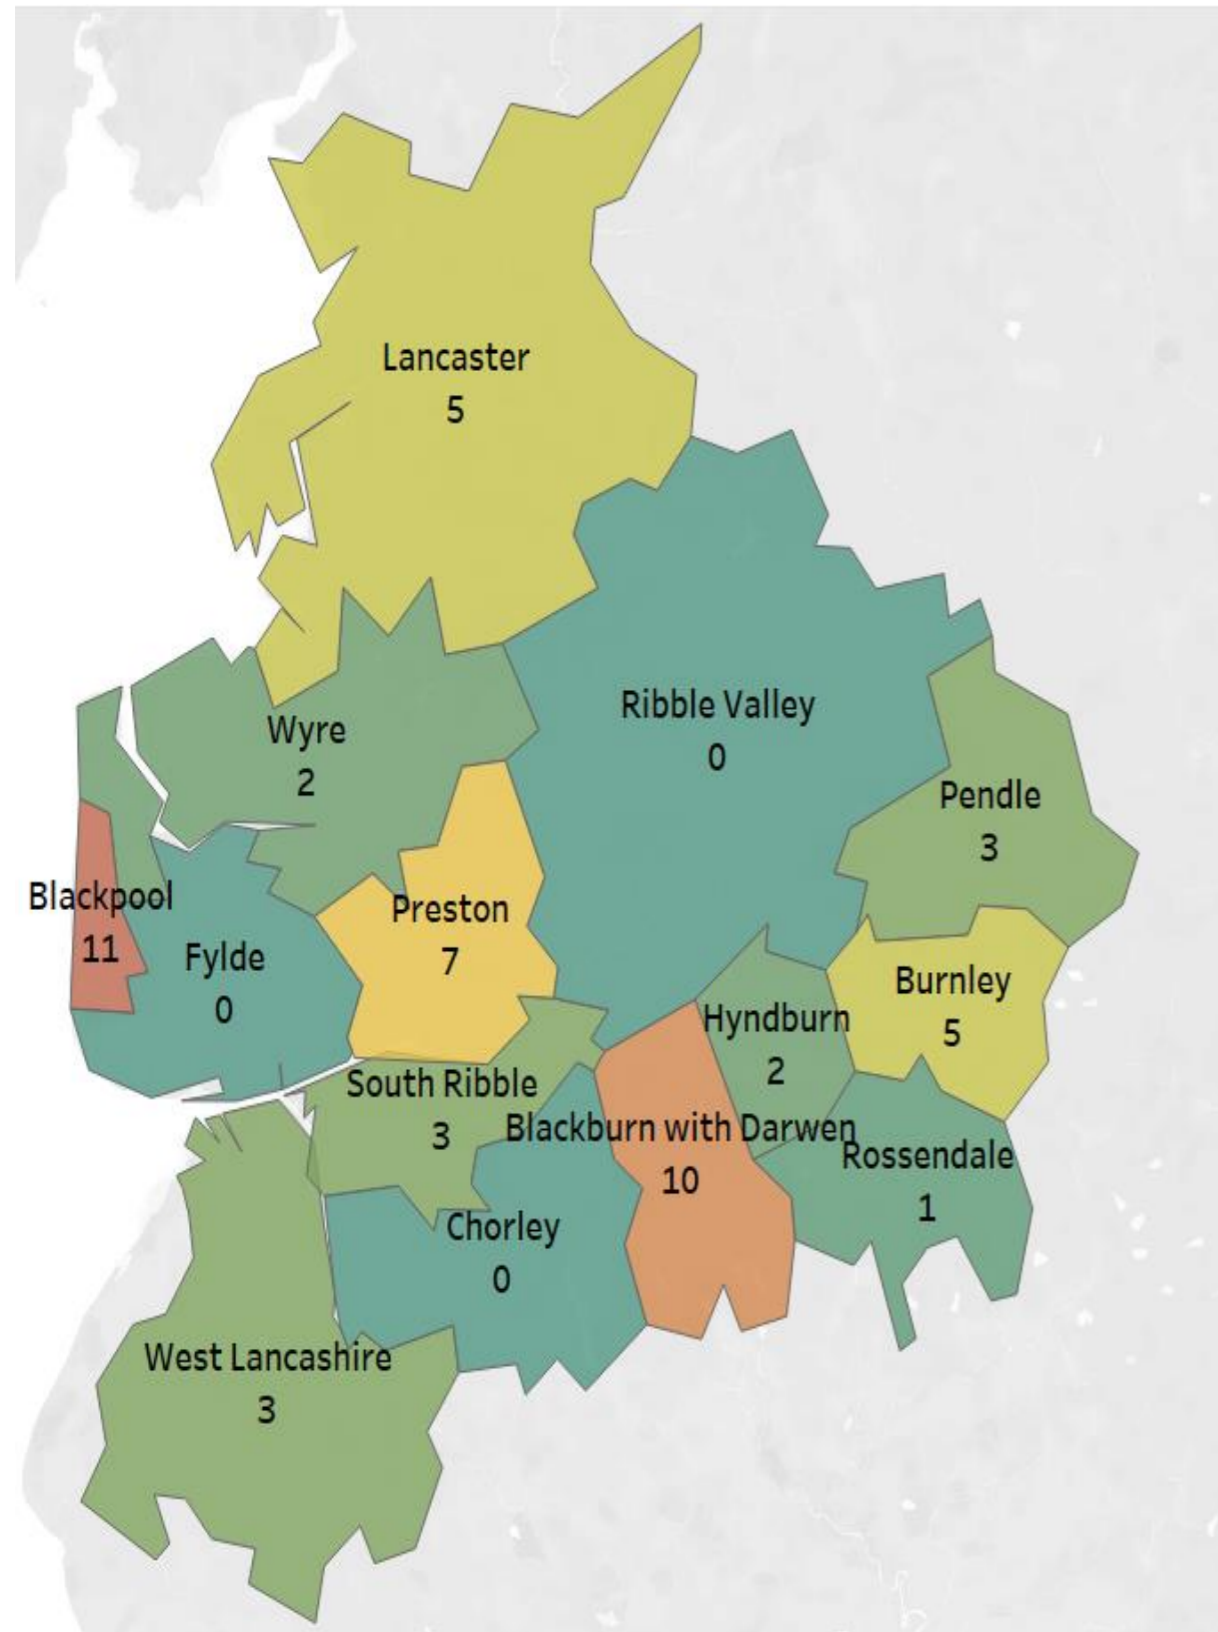 Lancaster
5
Ribble Valley
0
Wyre
2
Pendle
3
Blackpool
11
Preston
7
Fylde
0
Burnley
5
Hyndburn
2
South Ribble
3
Blackburn with Darwen
10
Rossendale
1
Chorley
0
West Lancashire
3